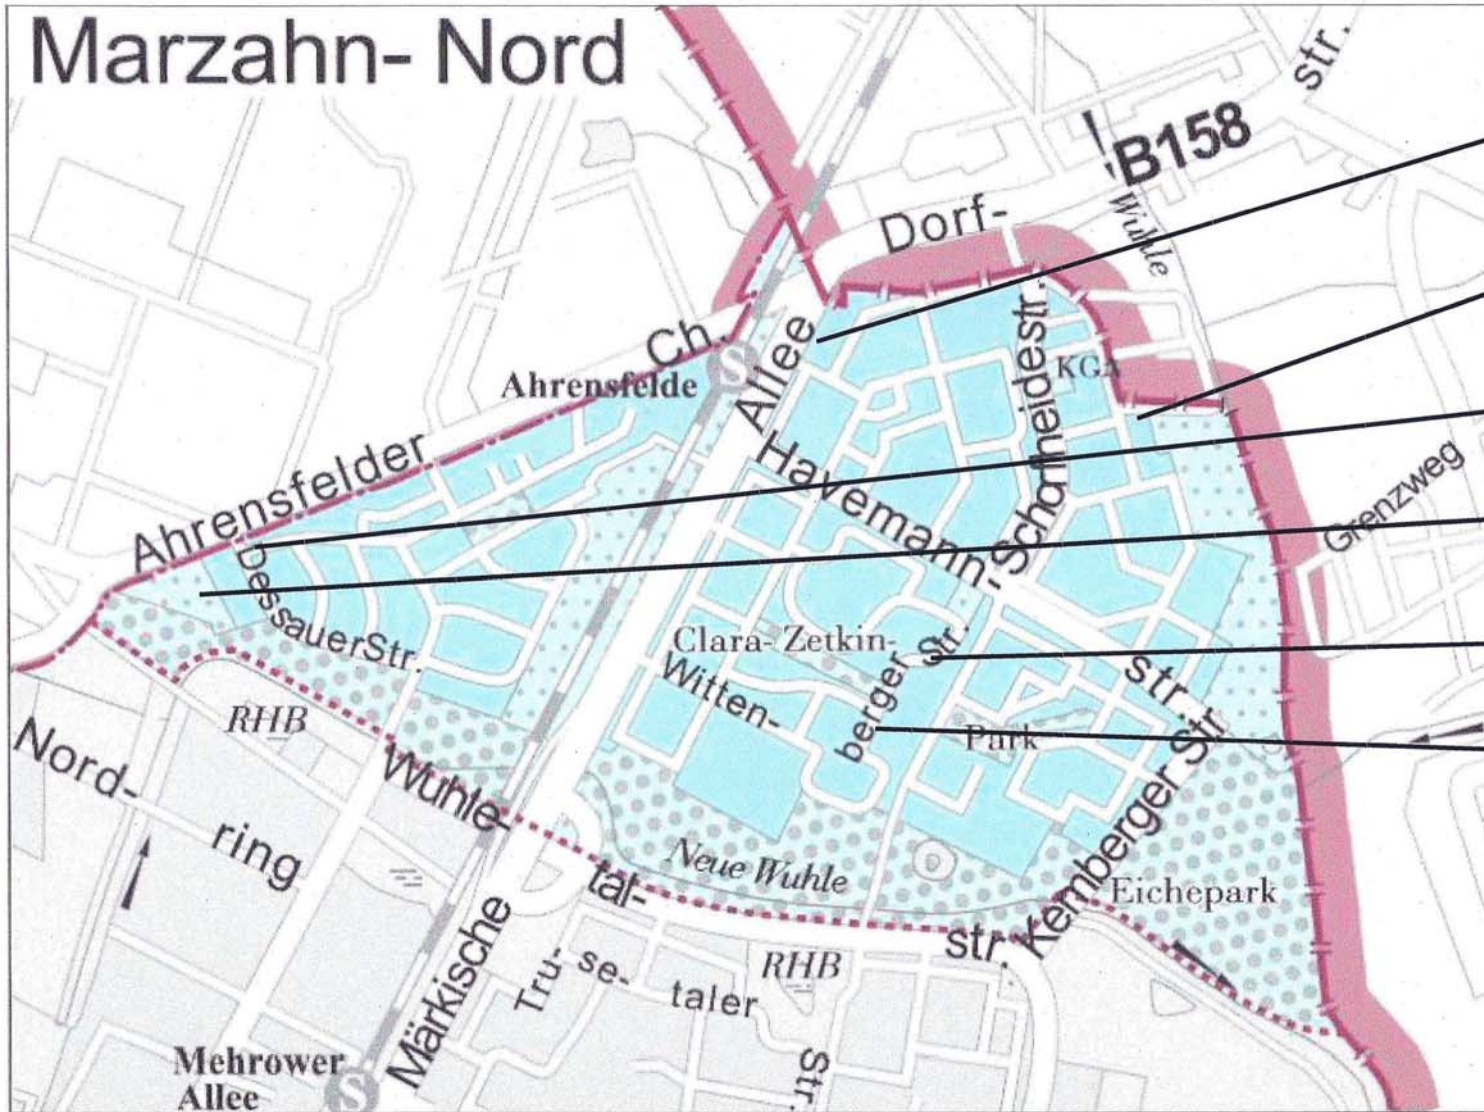 Marzahn- Nord
str.
B158
Wuhle
Dorf-
Ch.
Ahrensfelde
S
Allee
Schorfheidestr.
KGA
Ahrensfelder
Havemann-
Grenzweg
Dessauer Str.
Clara- Zetkin-
Str.
Witten-
berger
str.
Park
RHB
Nord-
ring
Wuhle-
Neue Wuhle
tal-
Kemberger Str.
Eichepark
str.
Märkische
Tru-
se-
taler
RHB
Str.
Mehrower
Allee
S